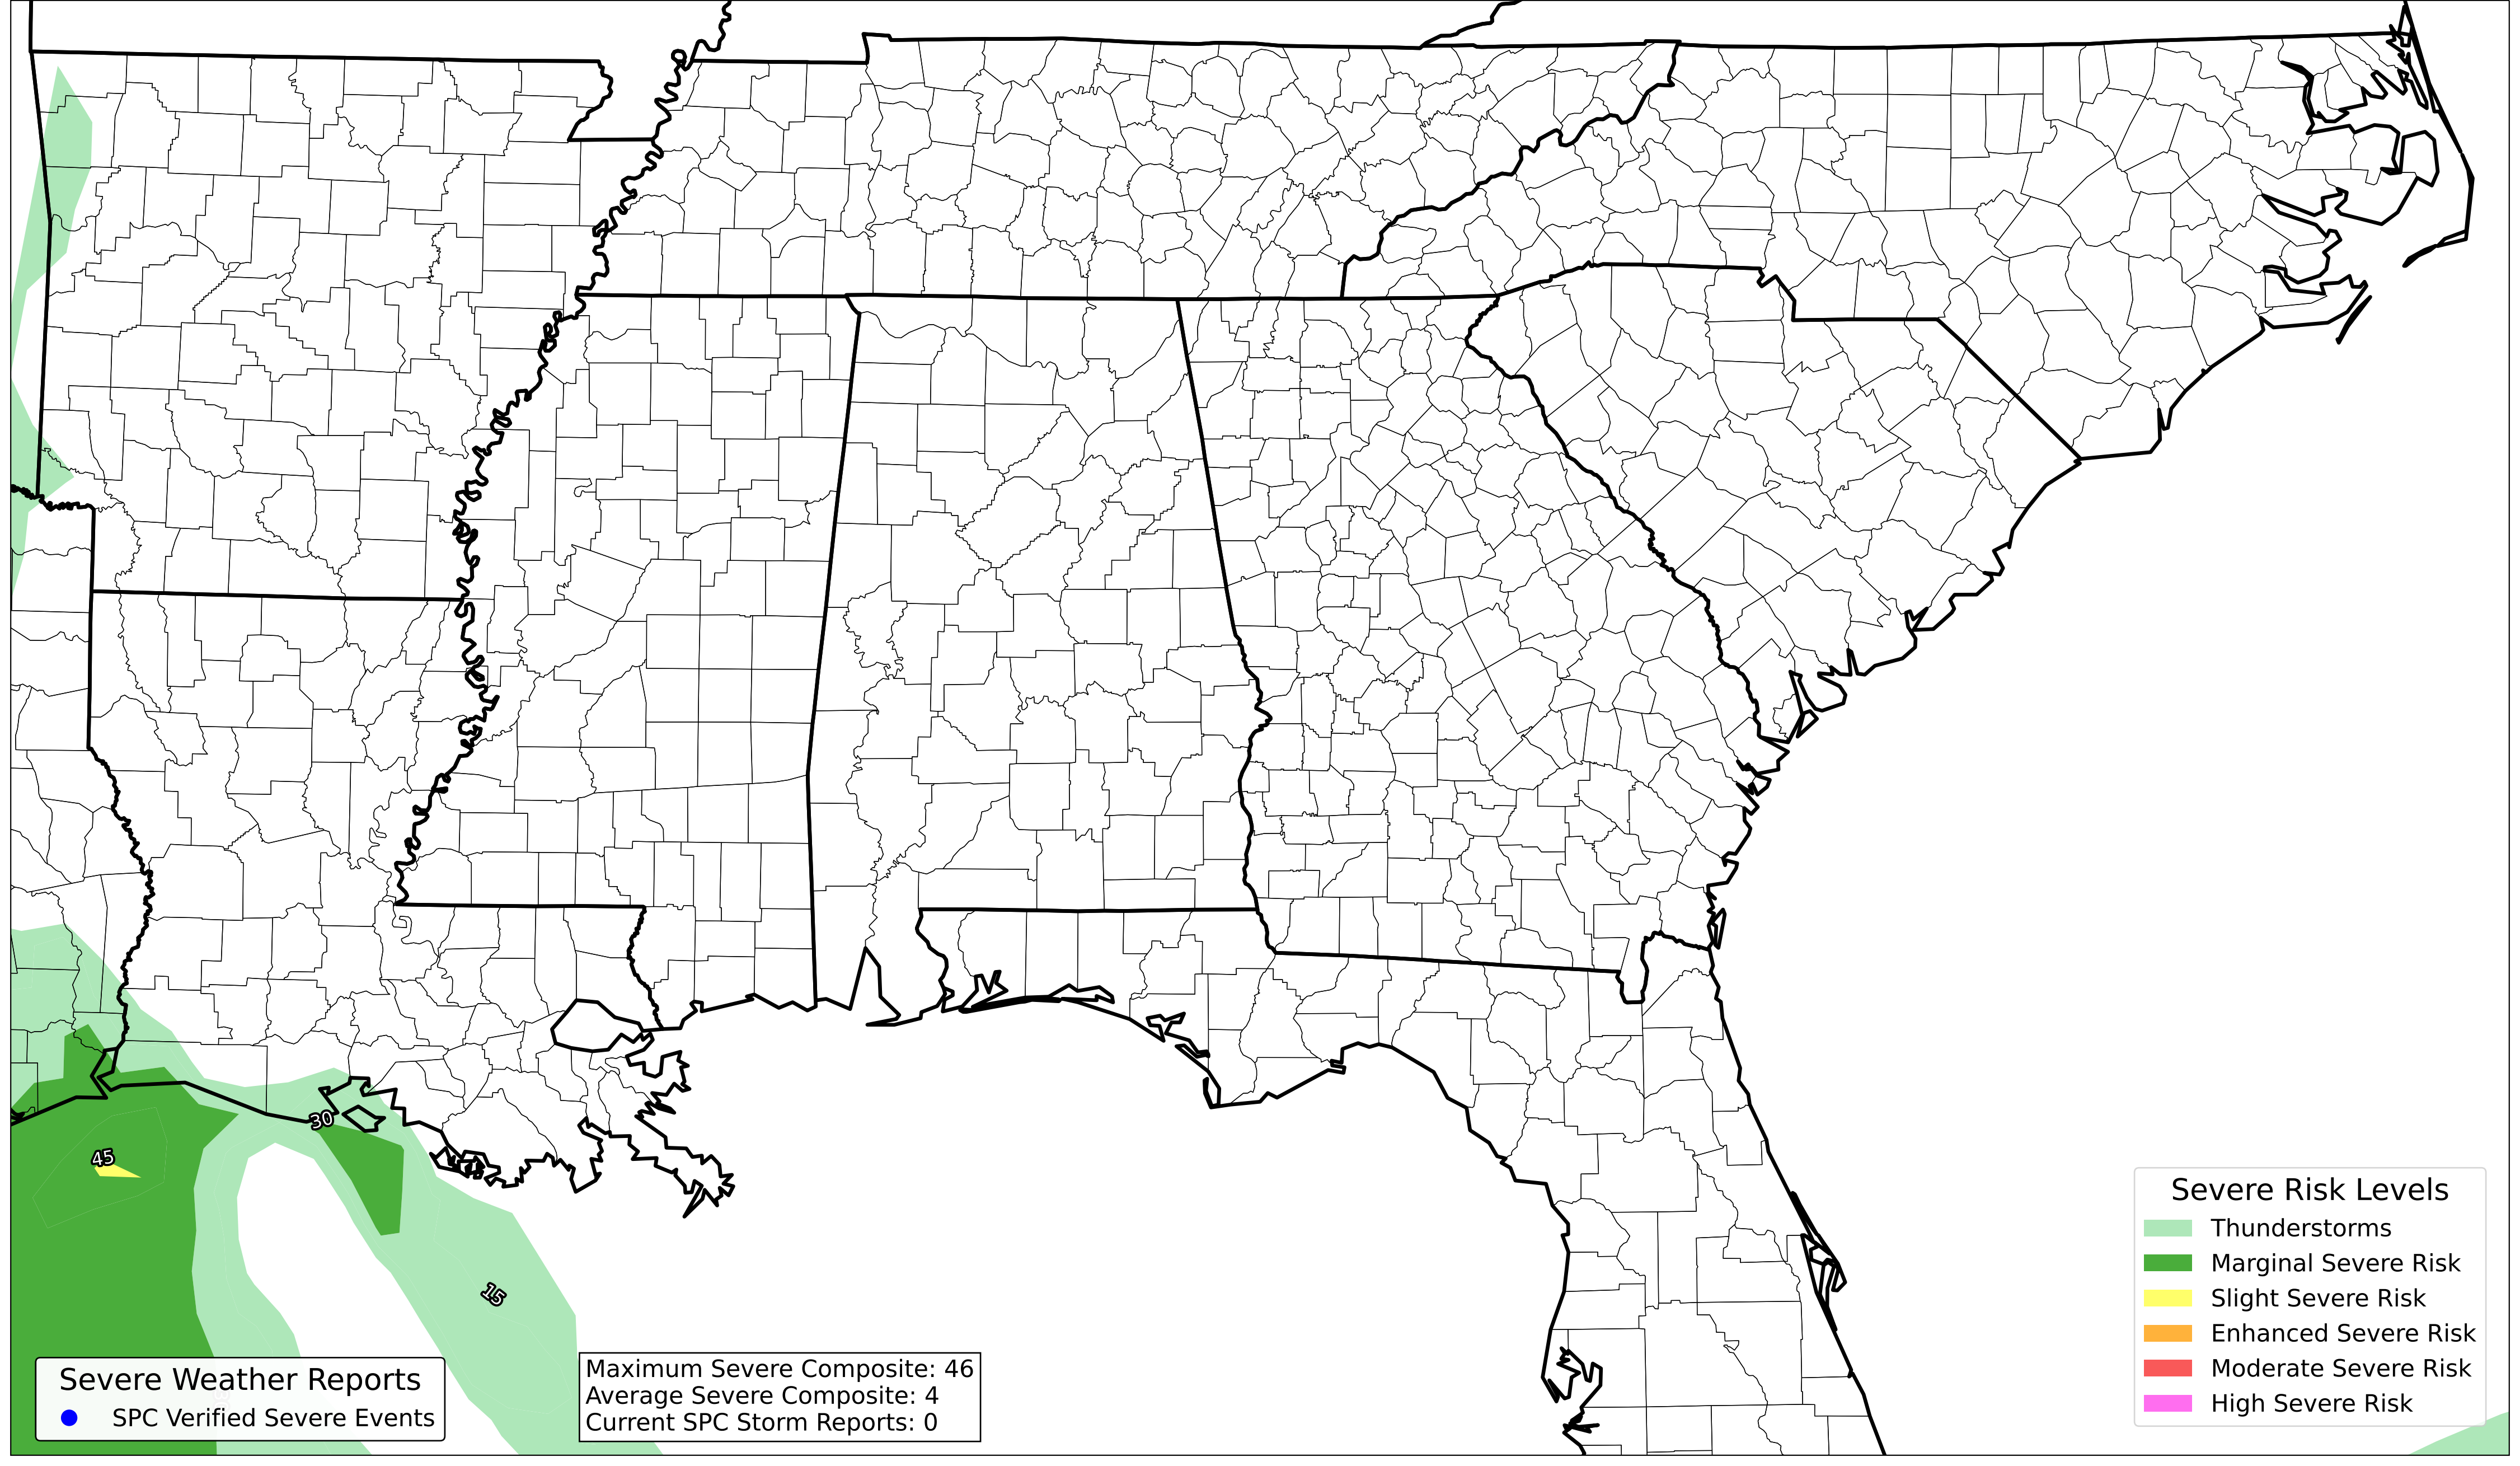 30
45
15
Severe Weather Reports
SPC Verified Severe Events
Maximum Severe Composite: 46
Average Severe Composite: 4
Current SPC Storm Reports: 0
Severe Risk Levels
Thunderstorms
Marginal Severe Risk
Slight Severe Risk
Enhanced Severe Risk
Moderate Severe Risk
High Severe Risk